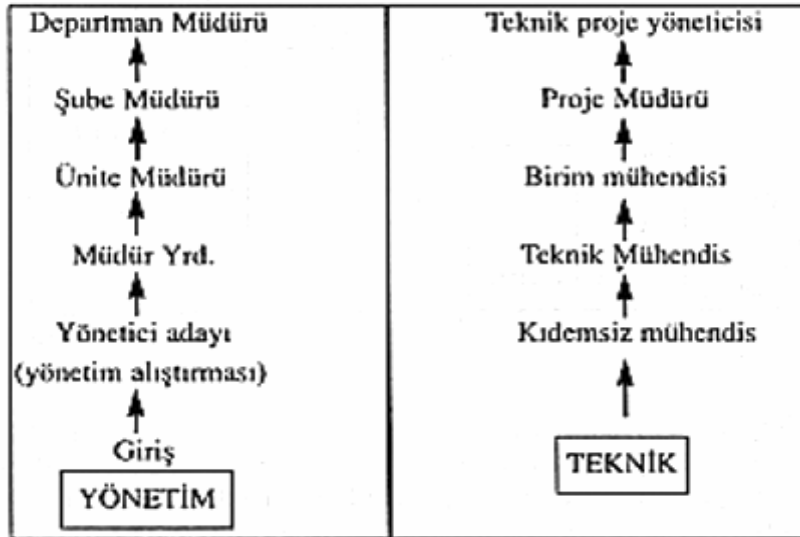 Departman Müdürü
Şube Müdürü
Ünite Müdürü
Müdür Yrd.
Yönetici adayı
(yönetim alıştırması)
Giriş
YÖNETİM
Teknik proje yöneticisi
Proje Müdürü
Birim mühendisi
Teknik Mühendis
Kıdemsiz mühendis
TEKNİK